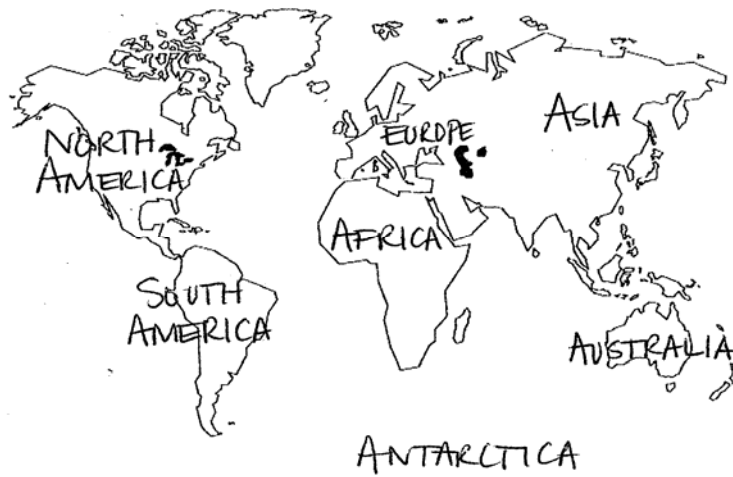 NORTH
AMERICA
EUROPE
ASIA
AFRICA
SOUTH
AMERICA
AUSTRALIA
ANTARCTICA